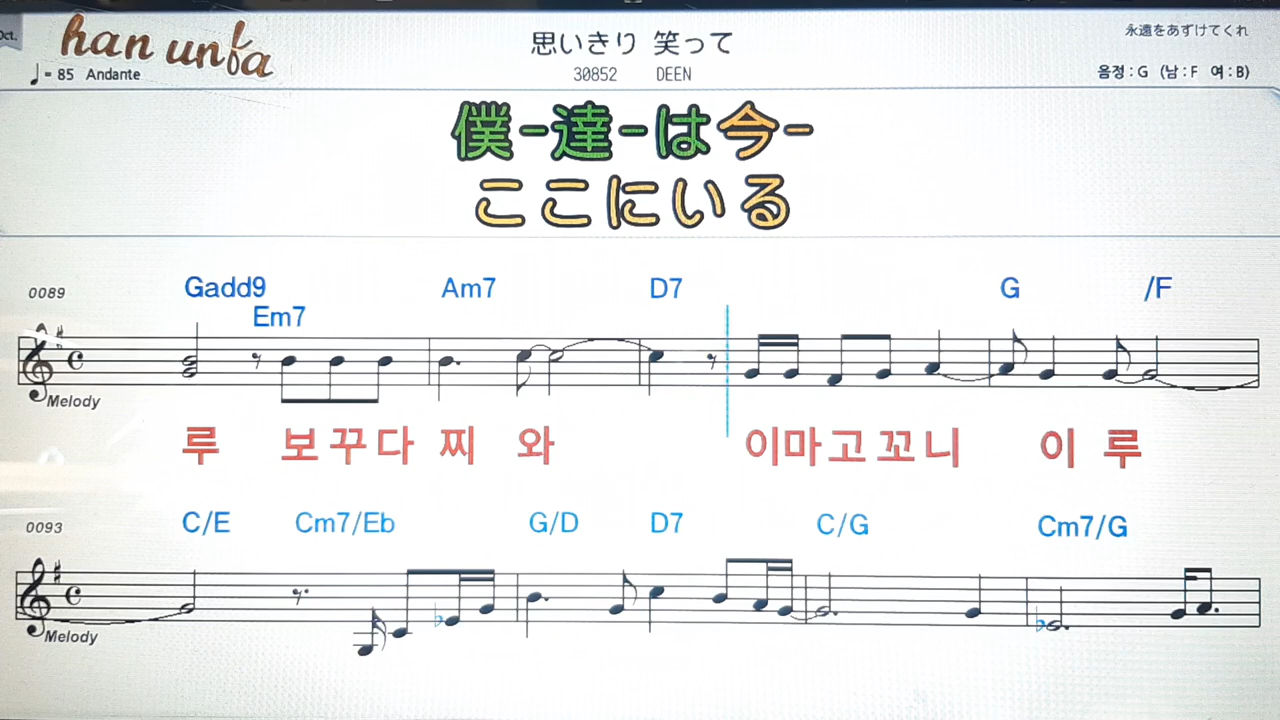 Oct.
han unfa
♩= 85 Andante
思いきり 笑って
30852 DEEN
永遠をあずけてくれ
음정 : G (남 : F 여 : B)
僕-達-は今-
ここにいる
0089
Gadd9 Em7 Am7 D7 G /F
Melody
루 보꾸다 찌 와 이마고꼬니 이 루
0093
C/E Cm7/Eb G/D D7 C/G Cm7/G
Melody